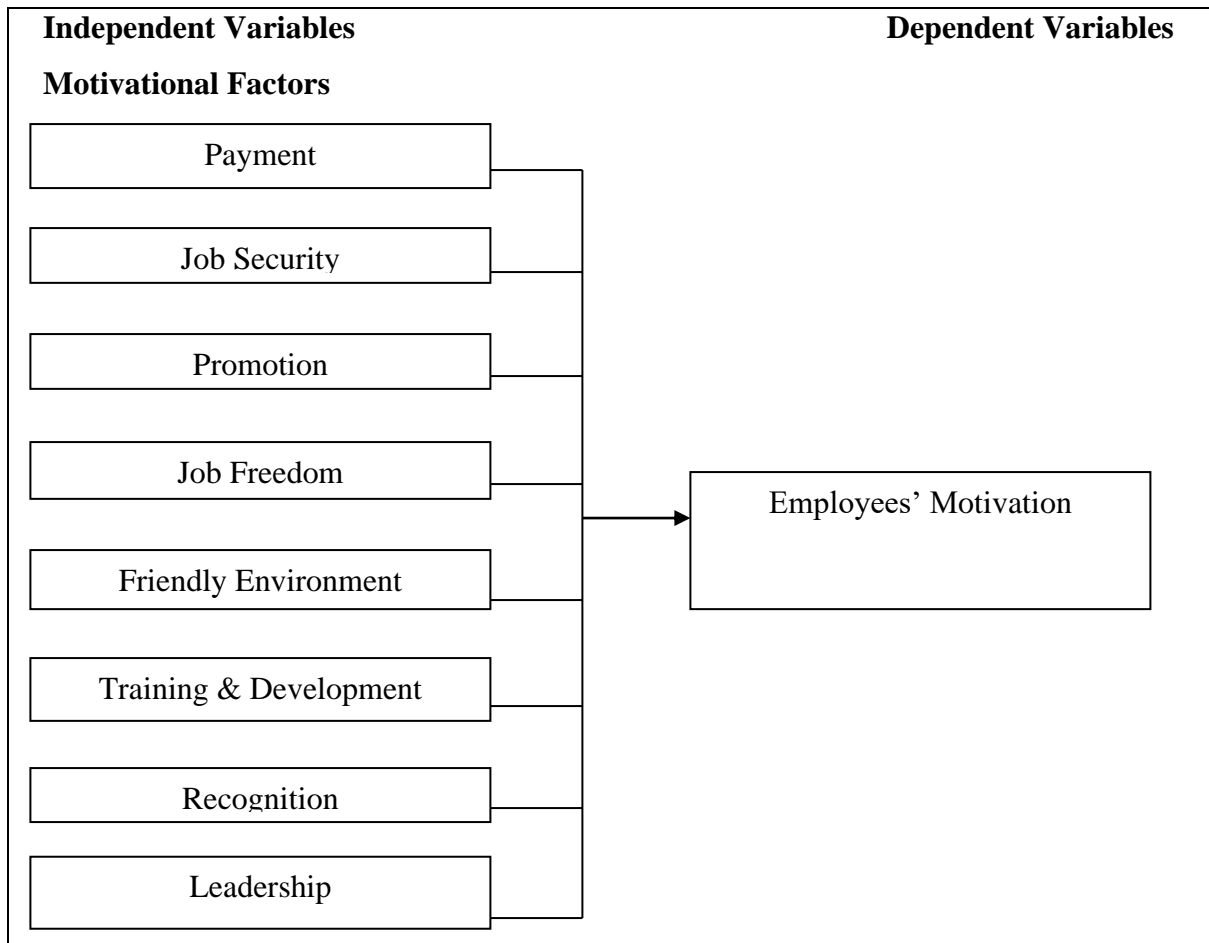 Independent Variables
Dependent Variables
Motivational Factors
Payment
Job Security
Promotion
Job Freedom
Employees’ Motivation
Friendly Environment
Training & Development
Recognition
Leadership